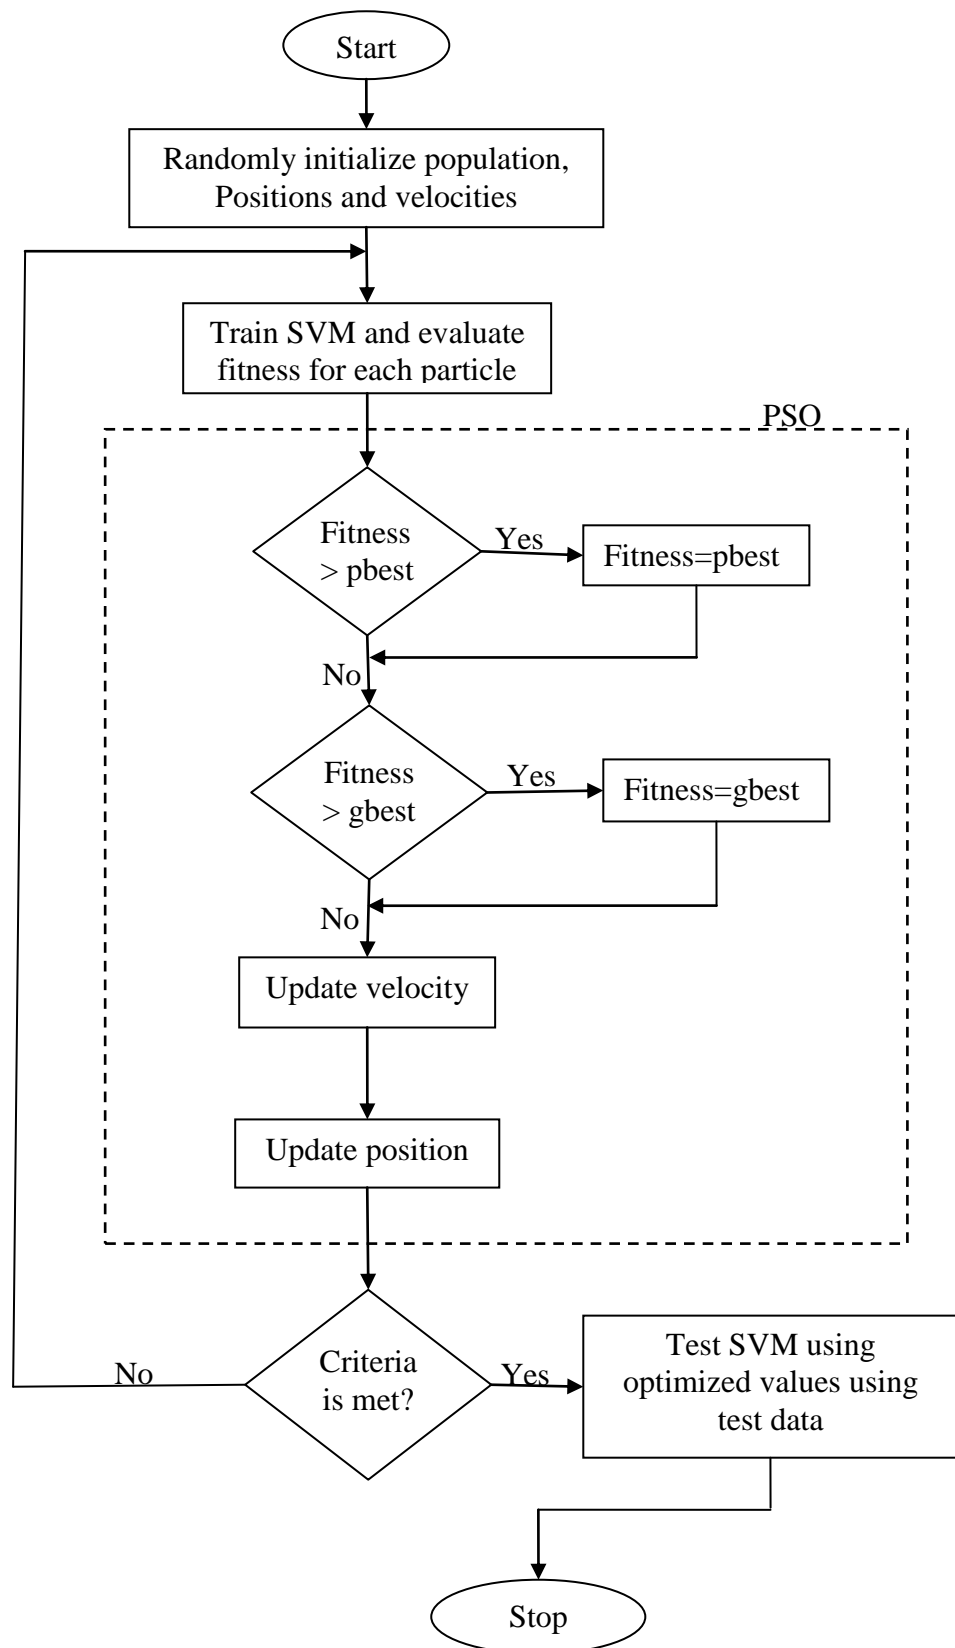 Start
Randomly initialize population,
Positions and velocities
Train SVM and evaluate
fitness for each particle
PSO
Fitness
> pbest
Yes
Fitness=pbest
No
Fitness
> gbest
Yes
Fitness=gbest
No
Update velocity
Update position
Criteria
is met?
No
Yes
Test SVM using
optimized values using
test data
Stop